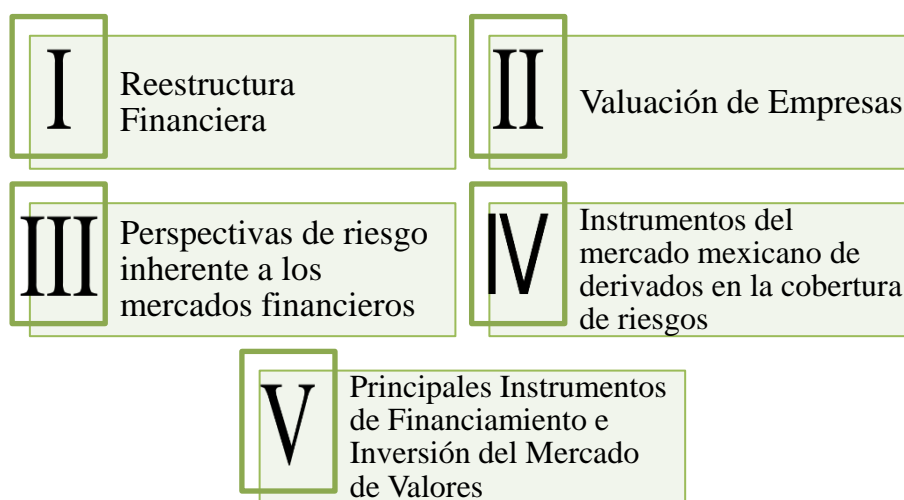 I
Reestructura
Financiera
II
Valuación de Empresas
III
Perspectivas de riesgo
inherente a los
mercados financieros
IV
Instrumentos del
mercado mexicano de
derivados en la cobertura
de riesgos
V
Principales Instrumentos
de Financiamiento e
Inversión del Mercado
de Valores